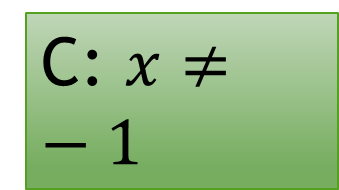 C: 𝑥 ≠
− 1